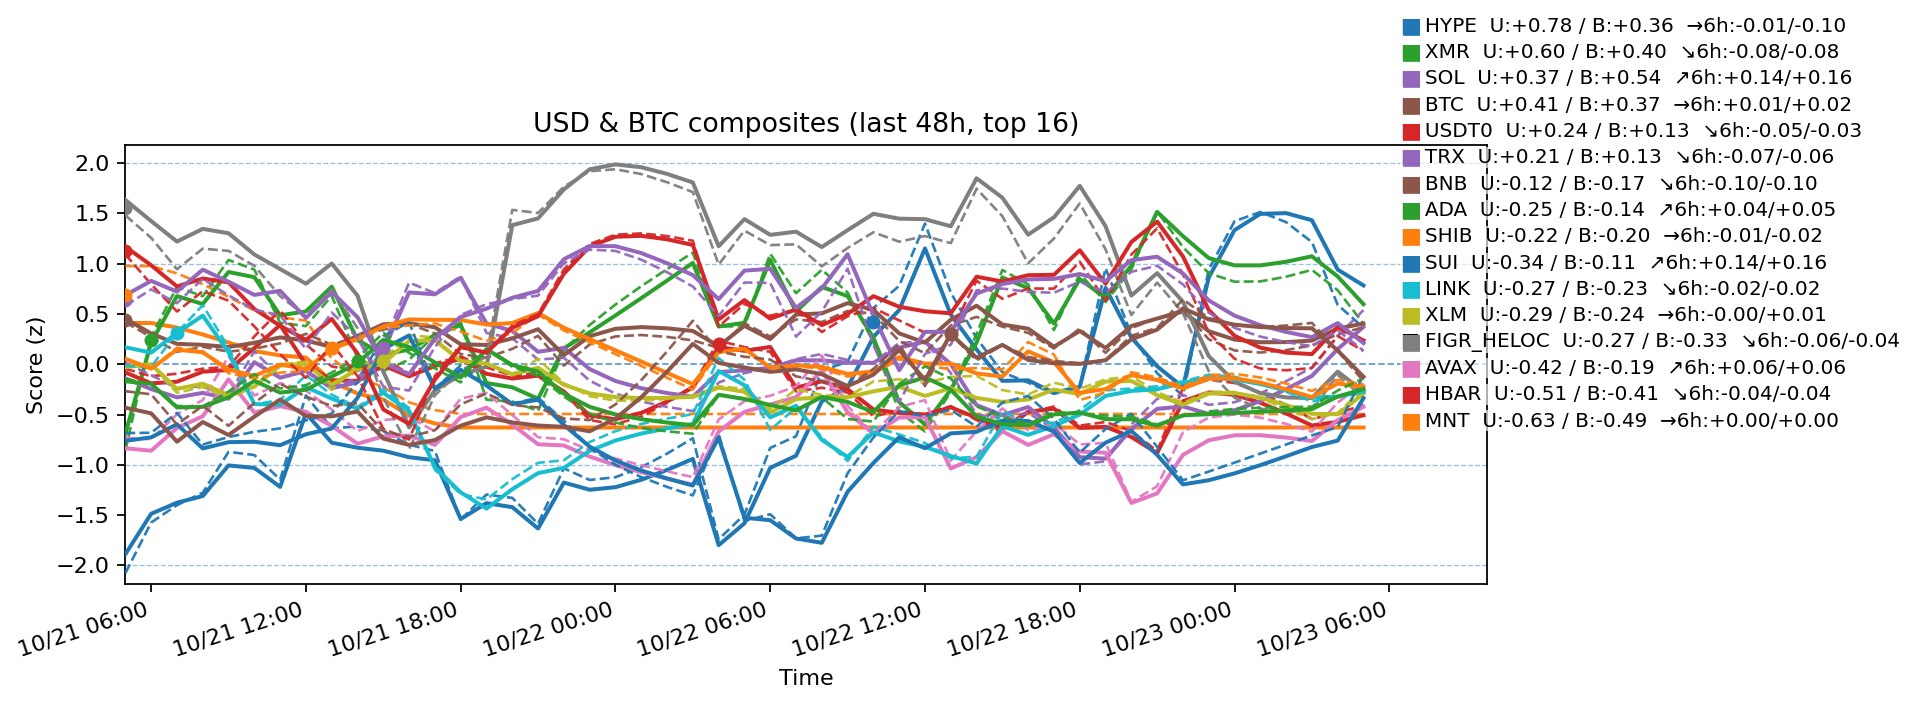 HYPE U:+0.78 / B:+0.36 →6h:-0.01/-0.10
XMR U:+0.60 / B:+0.40 ↘6h:-0.08/-0.08
SOL U:+0.37 / B:+0.54 ↗6h:+0.14/+0.16
BTC U:+0.41 / B:+0.37 →6h:+0.01/+0.02
USDT0 U:+0.24 / B:+0.13 ↘6h:-0.05/-0.03
TRX U:+0.21 / B:+0.13 ↘6h:-0.07/-0.06
BNB U:-0.12 / B:-0.17 ↘6h:-0.10/-0.10
ADA U:-0.25 / B:-0.14 ↗6h:+0.04/+0.05
SHIB U:-0.22 / B:-0.20 →6h:-0.01/-0.02
SUI U:-0.34 / B:-0.11 ↗6h:+0.14/+0.16
LINK U:-0.27 / B:-0.23 ↘6h:-0.02/-0.02
XLM U:-0.29 / B:-0.24 →6h:-0.00/+0.01
FIGR_HELOC U:-0.27 / B:-0.33 ↘6h:-0.06/-0.04
AVAX U:-0.42 / B:-0.19 ↗6h:+0.06/+0.06
HBAR U:-0.51 / B:-0.41 ↘6h:-0.04/-0.04
MNT U:-0.63 / B:-0.49 →6h:+0.00/+0.00
USD & BTC composites (last 48h, top 16)
Score (z)
2.0
1.5
1.0
0.5
0.0
−0.5
−1.0
−1.5
−2.0
10/21 06:00
10/21 12:00
10/21 18:00
10/22 00:00
10/22 06:00
10/22 12:00
10/22 18:00
10/23 00:00
10/23 06:00
Time